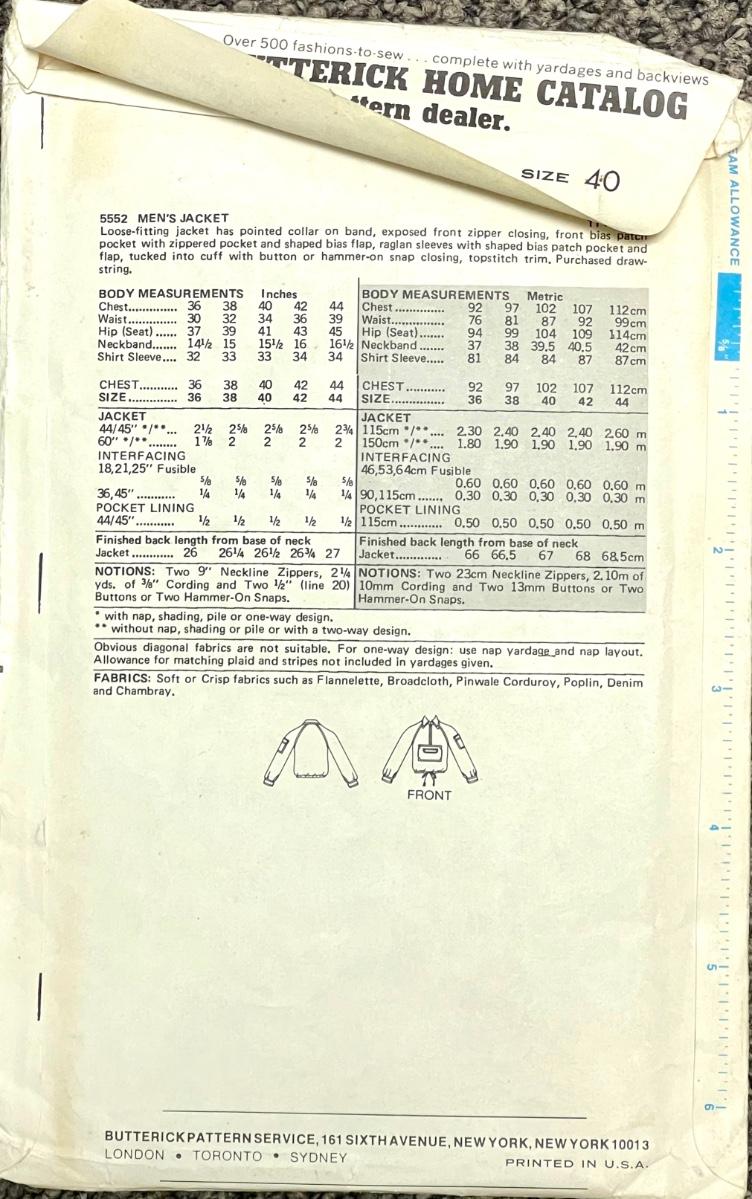 Over 500 fashions-to-sew . . . complete with yardages and backviews
TTERICK HOME CATALOG
ttern dealer.
SIZE 40
5552 MEN'S JACKET
Loose-fitting jacket has pointed collar on band, exposed front zipper closing, front bias patch
pocket with zippered pocket and shaped bias flap, raglan sleeves with shaped bias patch pocket and
flap, tucked into cuff with button or hammer-on snap closing, topstitch trim. Purchased draw-
string.
BODY MEASUREMENTS Inches
Chest.............. 36 38 40 42 44
Waist.............. 30 32 34 36 39
Hip (Seat)...... 37 39 41 43 45
Neckband...... 14½ 15 15½ 16 16½
Shirt Sleeve.... 32 33 33 34 34
CHEST........... 36 38 40 42 44
SIZE............... 36 38 40 42 44
JACKET
44/45" */**... 2½ 2⅝ 2⅝ 2⅝ 2¾
60" */**........ 1⅞ 2 2 2 2
INTERFACING
18,21,25" Fusible
⅝ ⅝ ⅝ ⅝ ⅝
36,45" ........... ¼ ¼ ¼ ¼ ¼
POCKET LINING
44/45"........... ½ ½ ½ ½ ½
Finished back length from base of neck
Jacket............ 26 26¼ 26½ 26¾ 27
NOTIONS: Two 9" Neckline Zippers, 2¼
yds. of ⅜" Cording and Two ½" (line 20)
Buttons or Two Hammer-On Snaps.
BODY MEASUREMENTS Metric
Chest.............. 92 97 102 107 112cm
Waist.............. 76 81 87 92 99cm
Hip (Seat)...... 94 99 104 109 114cm
Neckband ...... 37 38 39.5 40.5 42cm
Shirt Sleeve.... 81 84 84 87 87cm
CHEST........... 92 97 102 107 112cm
SIZE............... 36 38 40 42 44
JACKET
115cm */**.... 2.30 2.40 2.40 2.40 2.60 m
150cm */**.... 1.80 1.90 1.90 1.90 1.90 m
INTERFACING
46,53,64cm Fusible
0.60 0.60 0.60 0.60 0.60 m
90,115cm ...... 0.30 0.30 0.30 0.30 0.30 m
POCKET LINING
115cm............ 0.50 0.50 0.50 0.50 0.50 m
Finished back length from base of neck
Jacket............. 66 66.5 67 68 68.5cm
NOTIONS: Two 23cm Neckline Zippers, 2.10m of
10mm Cording and Two 13mm Buttons or Two
Hammer-On Snaps.
* with nap, shading, pile or one-way design.
** without nap, shading or pile or with a two-way design.
Obvious diagonal fabrics are not suitable. For one-way design: use nap yardage and nap layout.
Allowance for matching plaid and stripes not included in yardages given.
FABRICS: Soft or Crisp fabrics such as Flannelette, Broadcloth, Pinwale Corduroy, Poplin, Denim
and Chambray.
FRONT
BUTTERICK PATTERN SERVICE, 161 SIXTH AVENUE, NEW YORK, NEW YORK 10013
LONDON • TORONTO • SYDNEY
PRINTED IN U.S.A.
EAM ALLOWANCE
⅝"
1
2
3
4
5
6